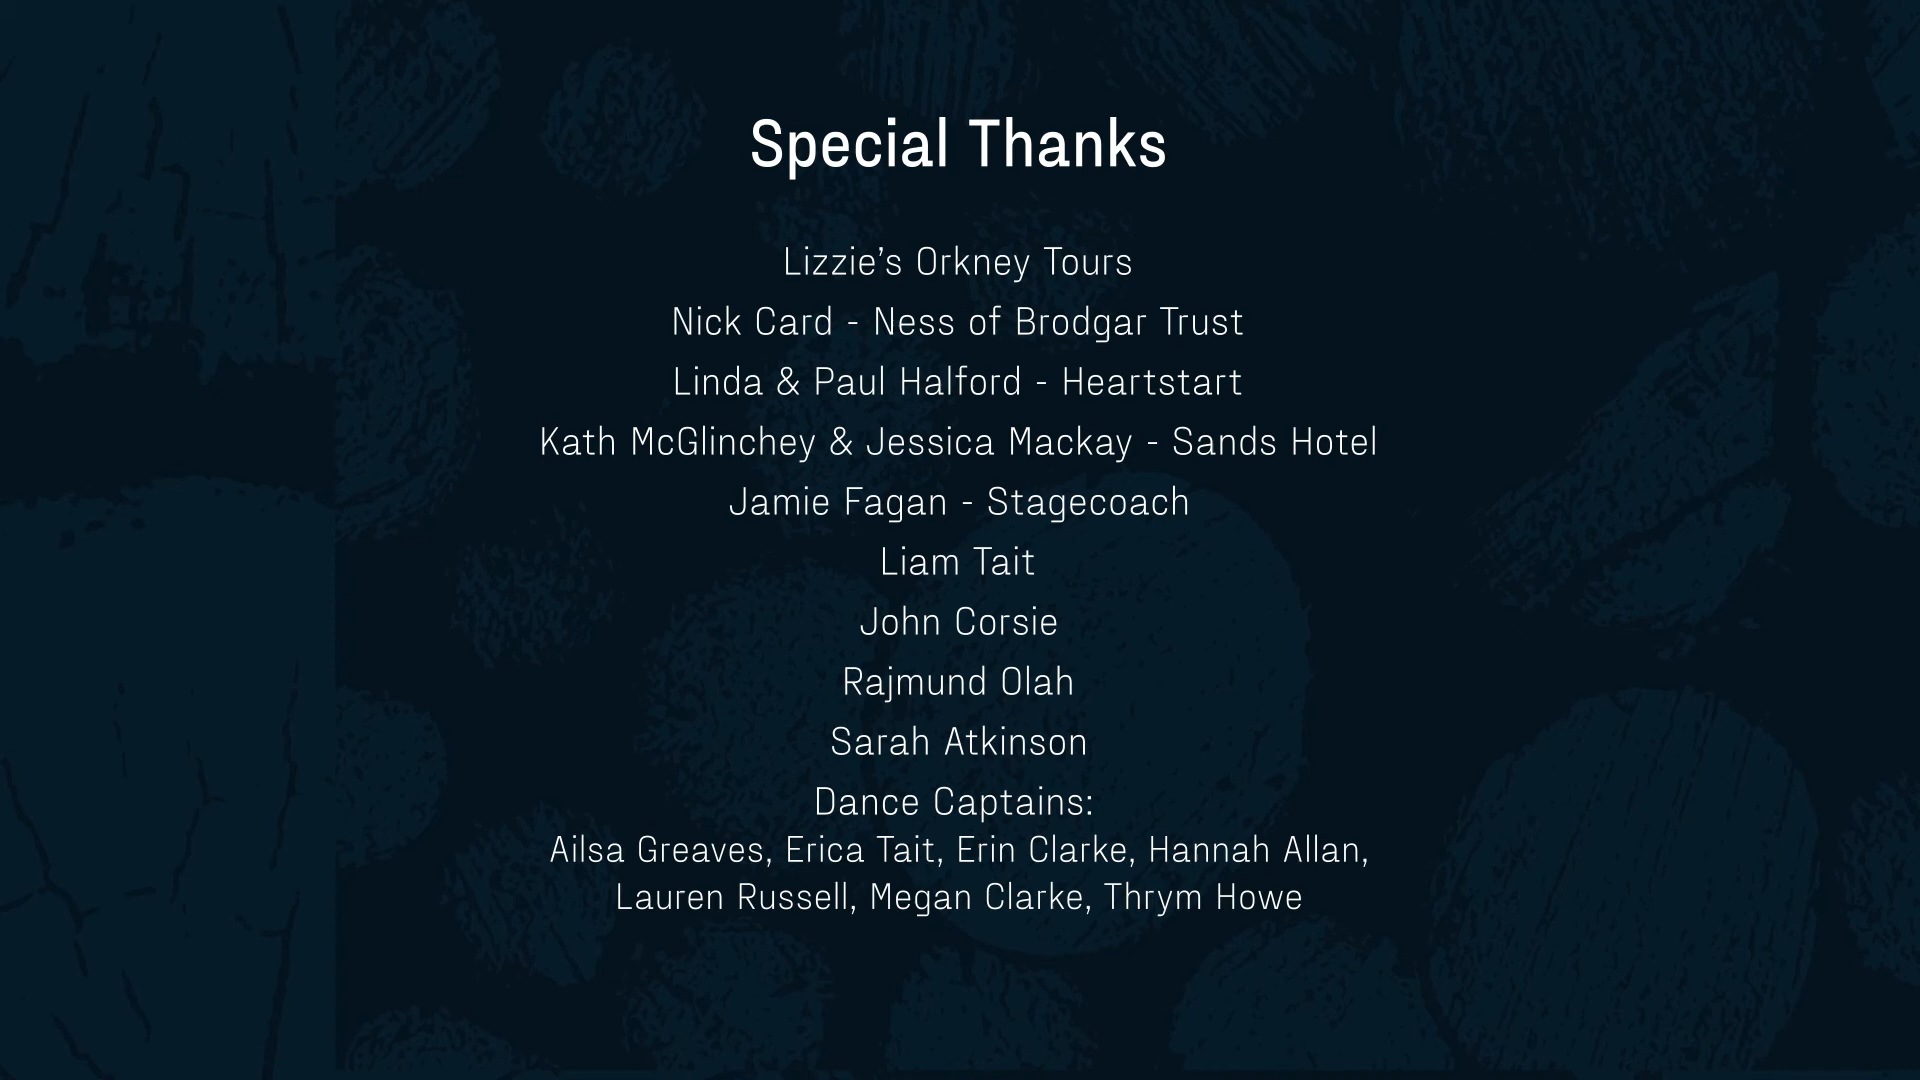 Special Thanks
Lizzie’s Orkney Tours
Nick Card - Ness of Brodgar Trust
Linda & Paul Halford - Heartstart
Kath McGlinchey & Jessica Mackay - Sands Hotel
Jamie Fagan - Stagecoach
Liam Tait
John Corsie
Rajmund Olah
Sarah Atkinson
Dance Captains:
Ailsa Greaves, Erica Tait, Erin Clarke, Hannah Allan,
Lauren Russell, Megan Clarke, Thrym Howe